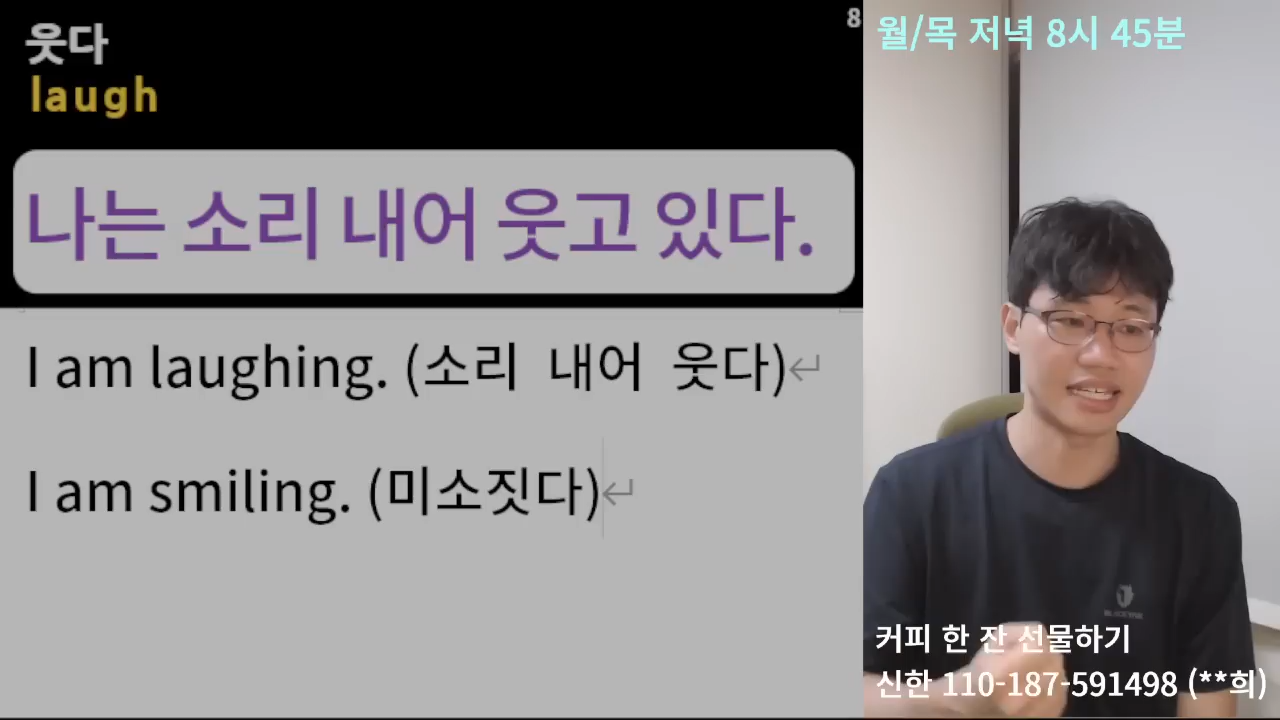 웃다
laugh
8
나는 소리 내어 웃고 있다.
I am laughing. (소리 내어 웃다)↵
I am smiling. (미소짓다)↵
월/목 저녁 8시 45분
커피 한 잔 선물하기
신한 110-187-591498 (**희)